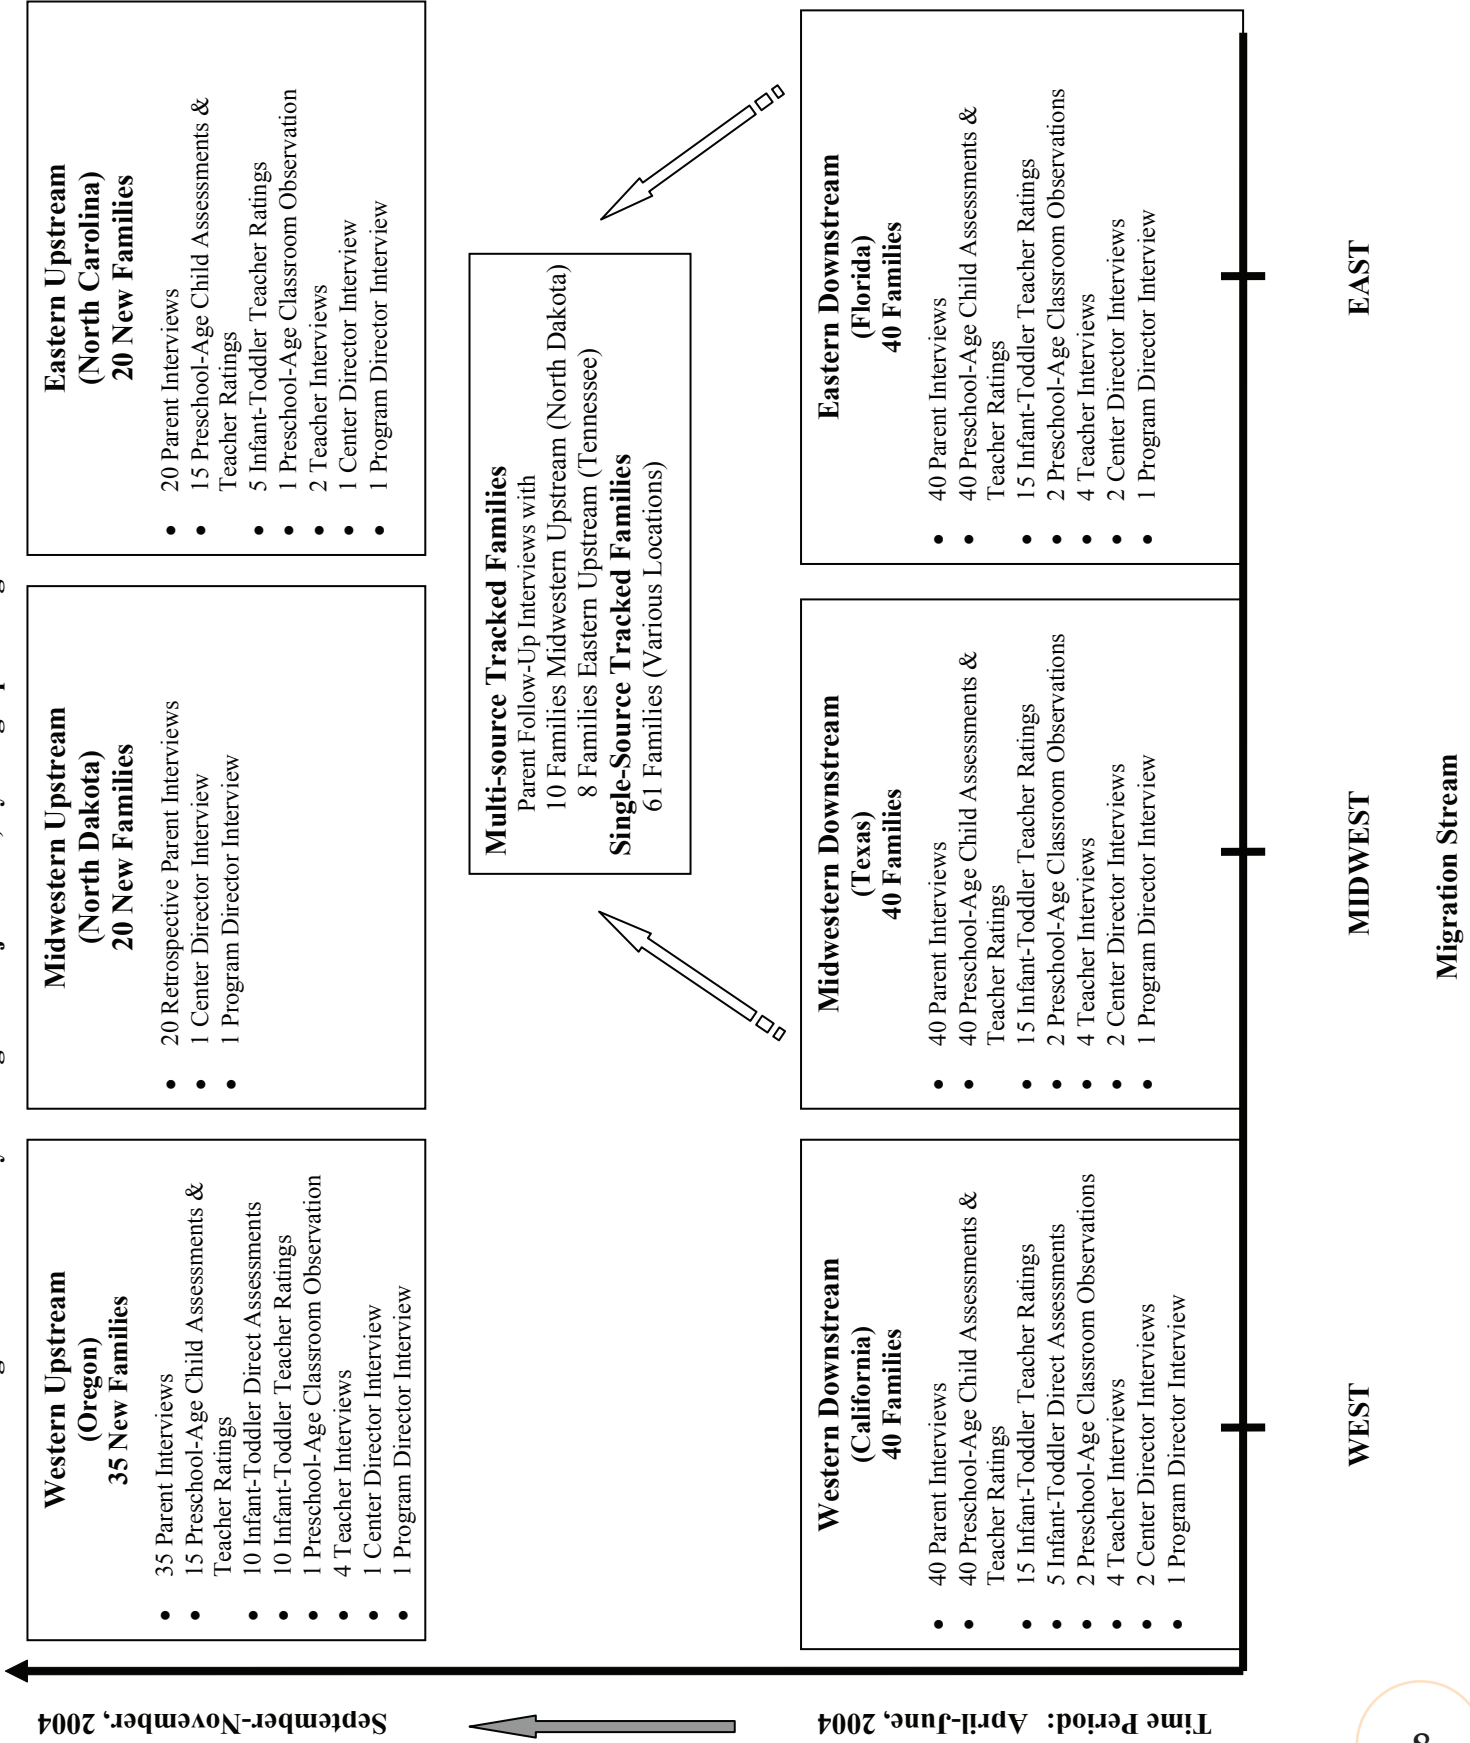 Western Upstream
(Oregon)
35 New Families
• 35 Parent Interviews
• 15 Preschool-Age Child Assessments &
Teacher Ratings
• 10 Infant-Toddler Direct Assessments
• 10 Infant-Toddler Teacher Ratings
• 1 Preschool-Age Classroom Observation
• 4 Teacher Interviews
• 1 Center Director Interview
• 1 Program Director Interview
Midwestern Upstream
(North Dakota)
20 New Families
• 20 Retrospective Parent Interviews
• 1 Center Director Interview
• 1 Program Director Interview
Eastern Upstream
(North Carolina)
20 New Families
• 20 Parent Interviews
• 15 Preschool-Age Child Assessments &
Teacher Ratings
• 5 Infant-Toddler Teacher Ratings
• 1 Preschool-Age Classroom Observation
• 2 Teacher Interviews
• 1 Center Director Interview
• 1 Program Director Interview
Multi-source Tracked Families
Parent Follow-Up Interviews with
10 Families Midwestern Upstream (North Dakota)
8 Families Eastern Upstream (Tennessee)
Single-Source Tracked Families
61 Families (Various Locations)
Western Downstream
(California)
40 Families
• 40 Parent Interviews
• 40 Preschool-Age Child Assessments &
Teacher Ratings
• 15 Infant-Toddler Teacher Ratings
• 5 Infant-Toddler Direct Assessments
• 2 Preschool-Age Classroom Observations
• 4 Teacher Interviews
• 2 Center Director Interviews
• 1 Program Director Interview
Midwestern Downstream
(Texas)
40 Families
• 40 Parent Interviews
• 40 Preschool-Age Child Assessments &
Teacher Ratings
• 15 Infant-Toddler Teacher Ratings
• 2 Preschool-Age Classroom Observations
• 4 Teacher Interviews
• 2 Center Director Interviews
• 1 Program Director Interview
Eastern Downstream
(Florida)
40 Families
• 40 Parent Interviews
• 40 Preschool-Age Child Assessments &
Teacher Ratings
• 15 Infant-Toddler Teacher Ratings
• 2 Preschool-Age Classroom Observations
• 4 Teacher Interviews
• 2 Center Director Interviews
• 1 Program Director Interview
Time Period: April-June, 2004
September-November, 2004
WEST
MIDWEST
EAST
Migration Stream